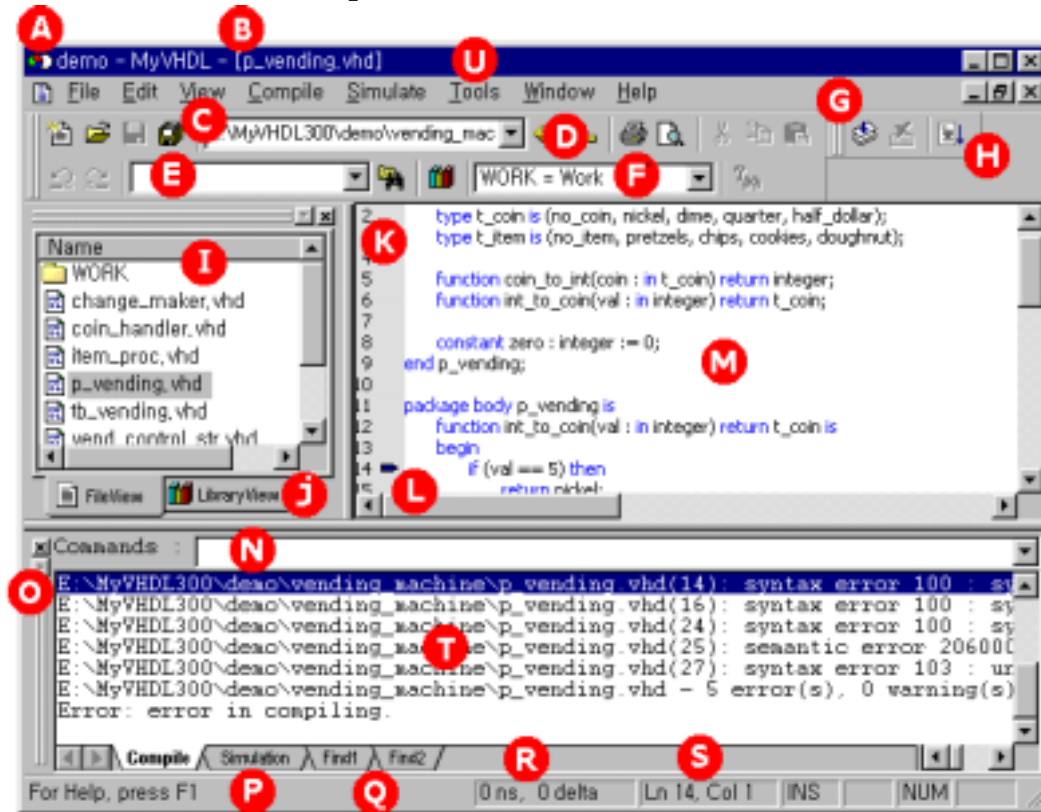 A
B
demo - MyVHDL - [p_vending.vhd]
U
File Edit View Compile Simulate Tools Window Help
G
C
\MyVHDL300\demo\vending_mac
D
H
E
WORK = Work
F
I
Name
WORK
change_maker.vhd
coin_handler.vhd
item_proc.vhd
p_vending.vhd
tb_vending.vhd
vend_control_str.vhd
FileView
LibraryView
j
K
2 type t_coin is (no_coin, nickel, dime, quarter, half_dollar);
type t_item is (no_item, pretzels, chips, cookies, doughnut);
4
5 function coin_to_int(coin : in t_coin) return integer;
6 function int_to_coin(val : in integer) return t_coin;
7
8 constant zero : integer := 0;
9 end p_vending;
10
11 package body p_vending is
12 function int_to_coin(val : in integer) return t_coin is
13 begin
14 if (val == 5) then
15 return nickel;
M
L
Commands :
N
O
E:\MyVHDL300\demo\vending_machine\p_vending.vhd(14): syntax error 100 : sy
E:\MyVHDL300\demo\vending_machine\p_vending.vhd(16): syntax error 100 : sy
E:\MyVHDL300\demo\vending_machine\p_vending.vhd(24): syntax error 100 : sy
E:\MyVHDL300\demo\vending_machine\p_vending.vhd(25): semantic error 20600
E:\MyVHDL300\demo\vending_machine\p_vending.vhd(27): syntax error 103 : un
E:\MyVHDL300\demo\vending_machine\p_vending.vhd - 5 error(s), 0 warning(s)
Error: error in compiling.
T
Compile Simulation Find1 Find2
R
S
For Help, press F1
P
Q
0 ns, 0 delta
Ln 14, Col 1
INS
NUM